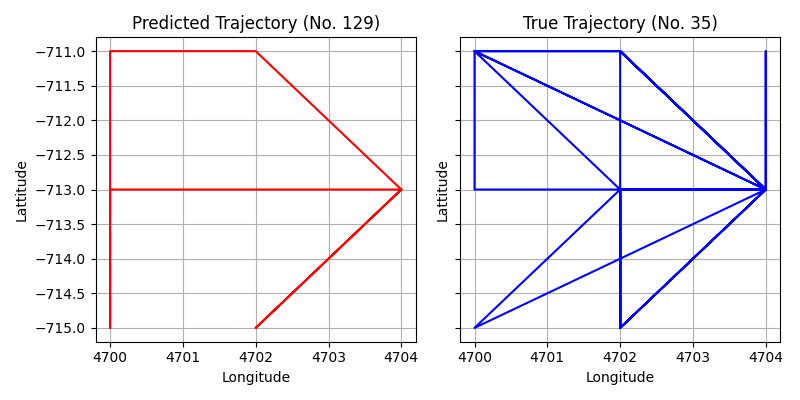 Predicted Trajectory (No. 129)
True Trajectory (No. 35)
−711.0
−711.5
−712.0
−712.5
−713.0
−713.5
−714.0
−714.5
−715.0
Lattitude
Lattitude
4700 4701 4702 4703 4704
4700 4701 4702 4703 4704
Longitude
Longitude